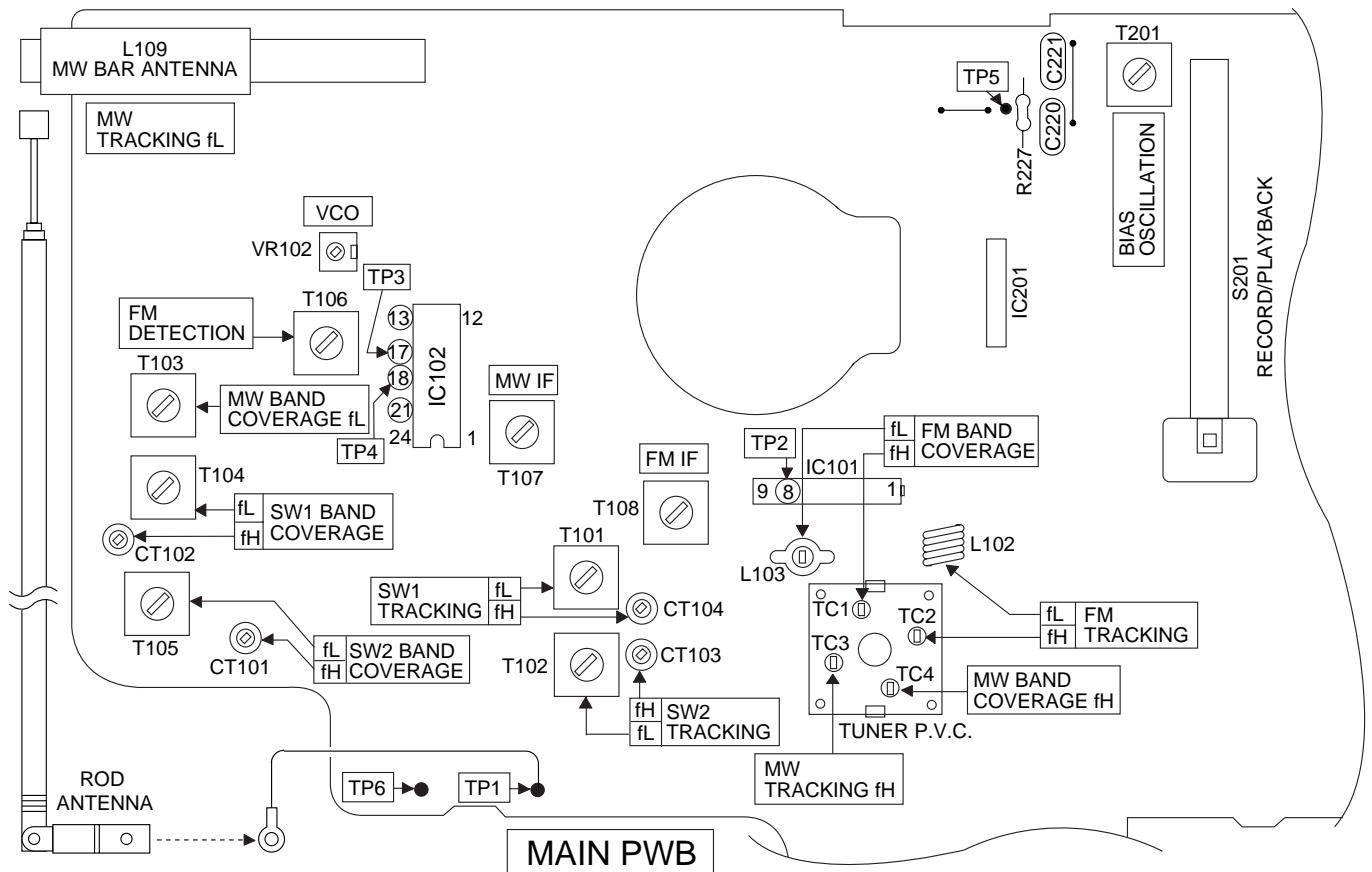 L109
MW BAR ANTENNA
MW
TRACKING fL
TP5
C221
C220
R227
T201
BIAS
OSCILLATION
S201
RECORD/PLAYBACK
IC201
VCO
VR102
TP3
T106
FM
DETECTION
13
12
17
18
21
24
1
IC102
TP4
T103
MW BAND
COVERAGE fL
MW IF
T107
T104
fL
fH
SW1 BAND
COVERAGE
CT102
FM IF
T108
TP2
IC101
9
8
1
fL
fH
FM BAND
COVERAGE
L103
L102
T101
SW1
TRACKING
fL
fH
CT104
T105
CT101
fL
fH
SW2 BAND
COVERAGE
T102
CT103
fH
fL
SW2
TRACKING
TC1
TC2
TC3
TC4
fL
fH
FM
TRACKING
MW BAND
COVERAGE fH
TUNER P.V.C.
MW
TRACKING fH
ROD
ANTENNA
TP6
TP1
MAIN PWB